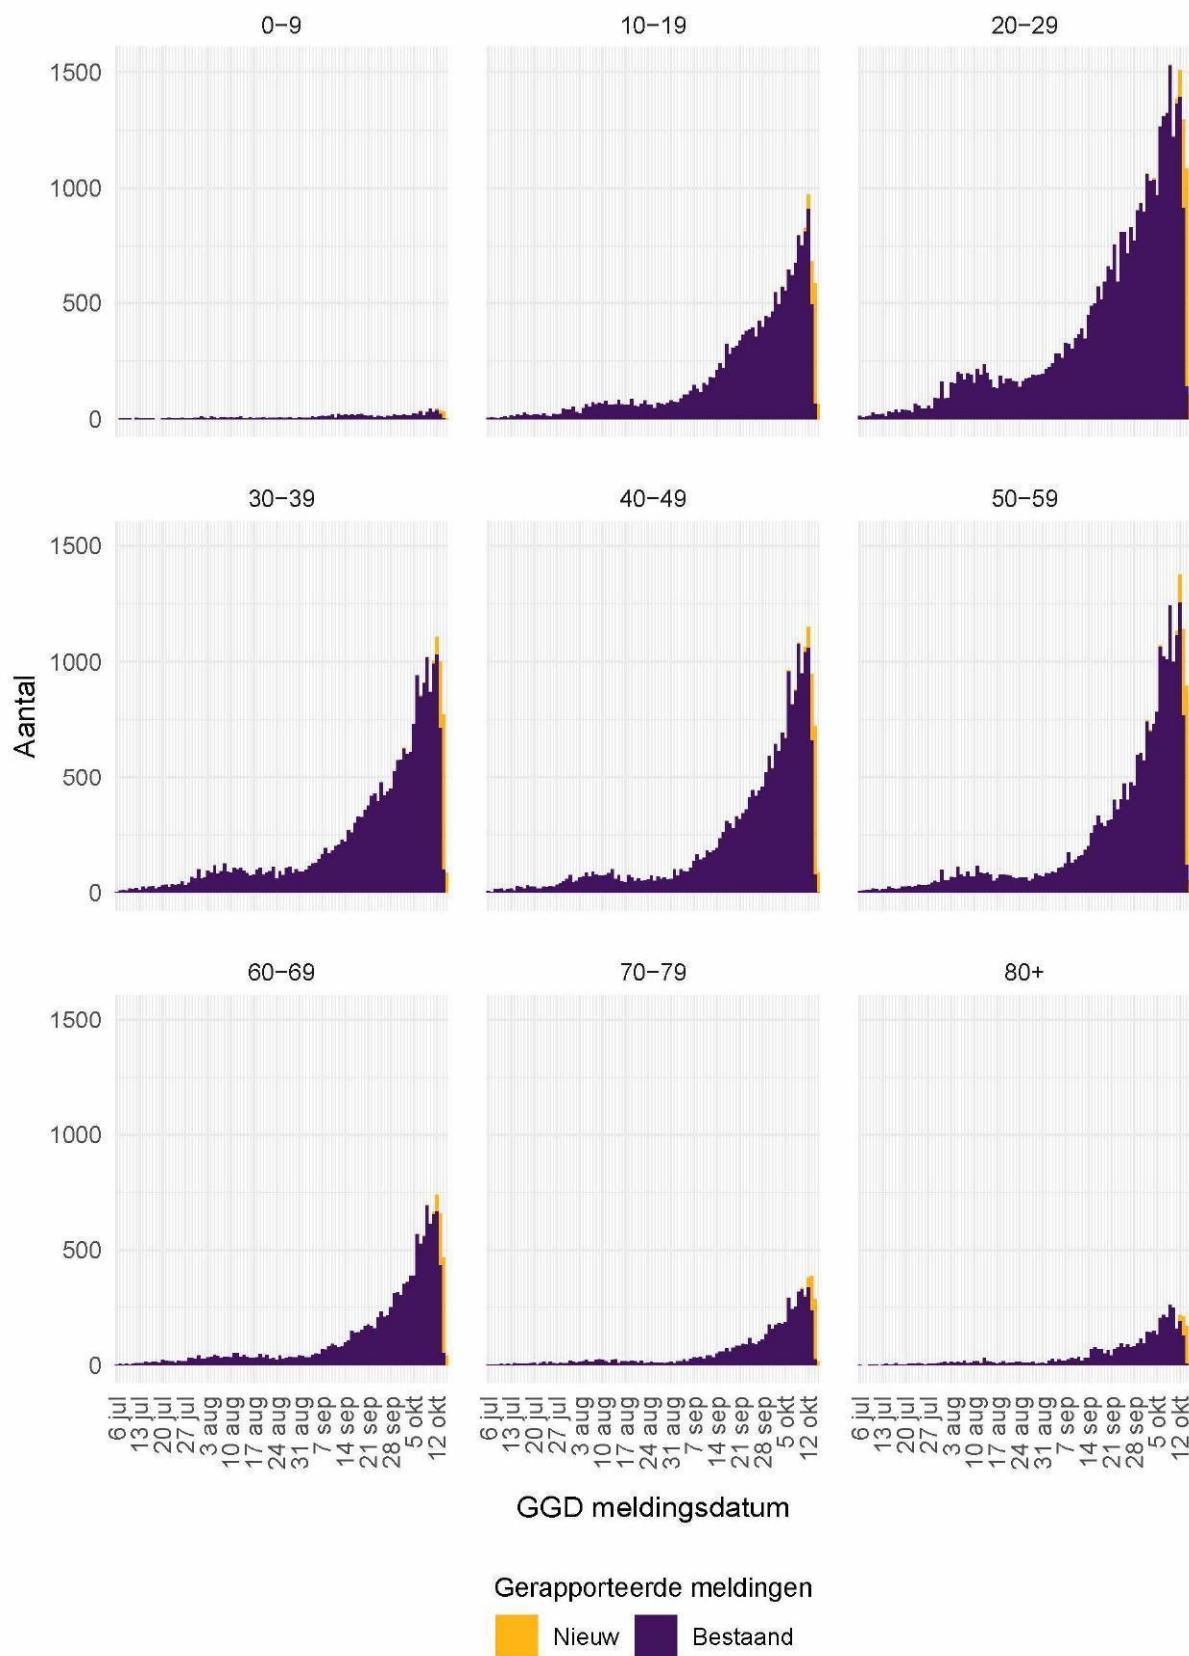 0−9 10−19 20−29
1500
1000
500
0
30−39 40−49 50−59
1500
1000
500
0
Aantal
60−69 70−79 80+
1500
1000
500
0
6 jul 13 jul 20 jul 27 jul 3 aug 10 aug 17 aug 24 aug 31 aug 7 sep 14 sep 21 sep 28 sep 5 okt 12 okt
6 jul 13 jul 20 jul 27 jul 3 aug 10 aug 17 aug 24 aug 31 aug 7 sep 14 sep 21 sep 28 sep 5 okt 12 okt
6 jul 13 jul 20 jul 27 jul 3 aug 10 aug 17 aug 24 aug 31 aug 7 sep 14 sep 21 sep 28 sep 5 okt 12 okt
GGD meldingsdatum
Gerapporteerde meldingen
Nieuw Bestaand